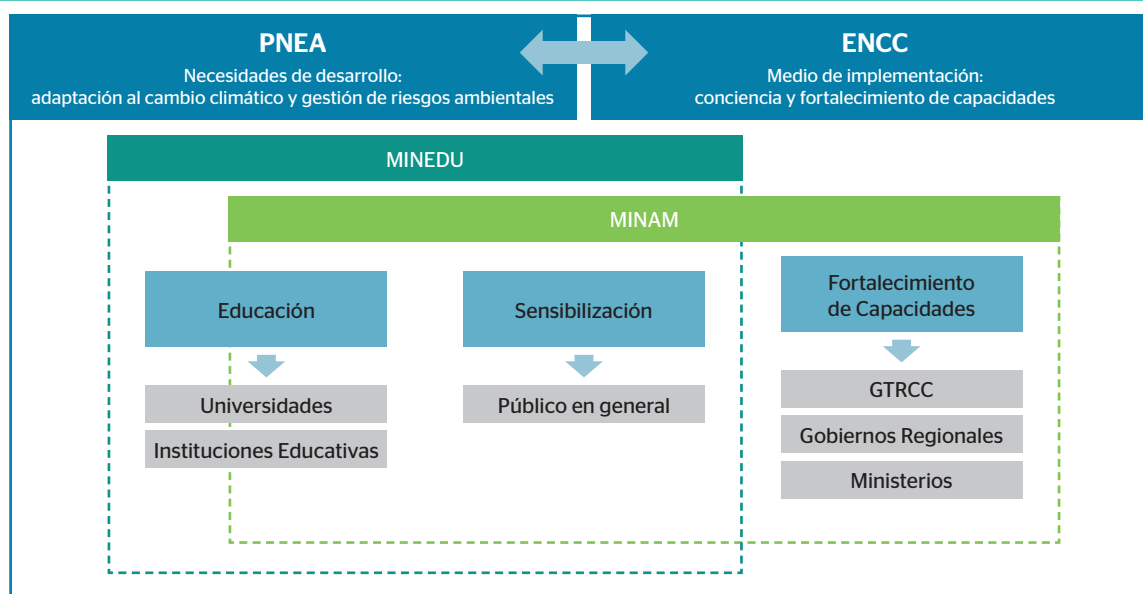 PNEA
Necesidades de desarrollo:
adaptación al cambio climático y gestión de riesgos ambientales
ENCC
Medio de implementación:
conciencia y fortalecimiento de capacidades
MINEDU
MINAM
Educación
Universidades
Instituciones Educativas
Sensibilización
Público en general
Fortalecimiento
de Capacidades
GTRCC
Gobiernos Regionales
Ministerios